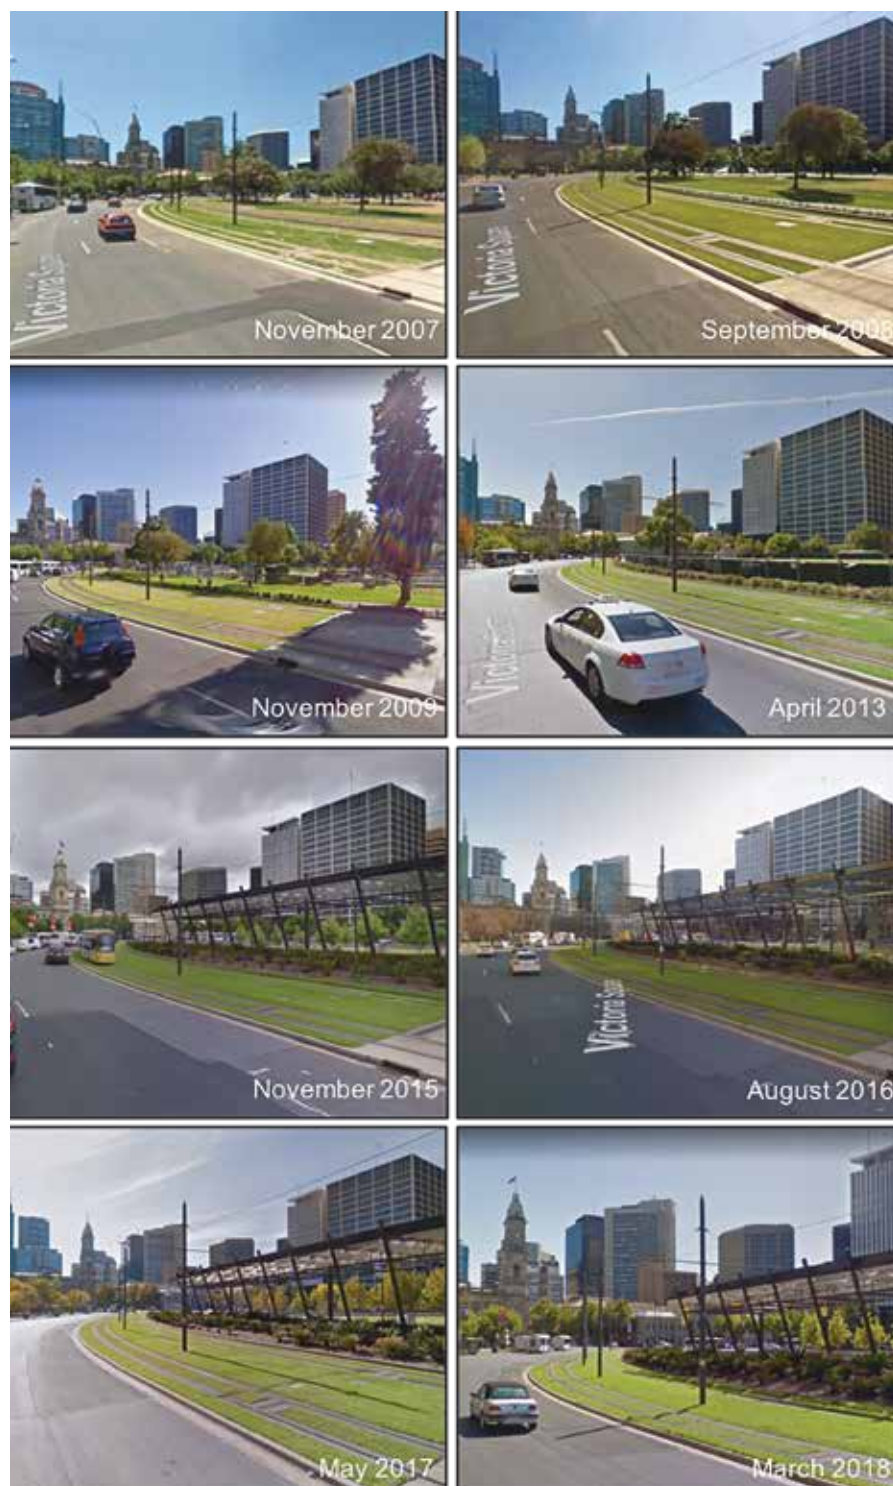 Victoria Square
November 2007
Victoria Square
September 2008
November 2009
Victoria
April 2013
November 2015
Victoria Square
August 2016
May 2017
March 2018